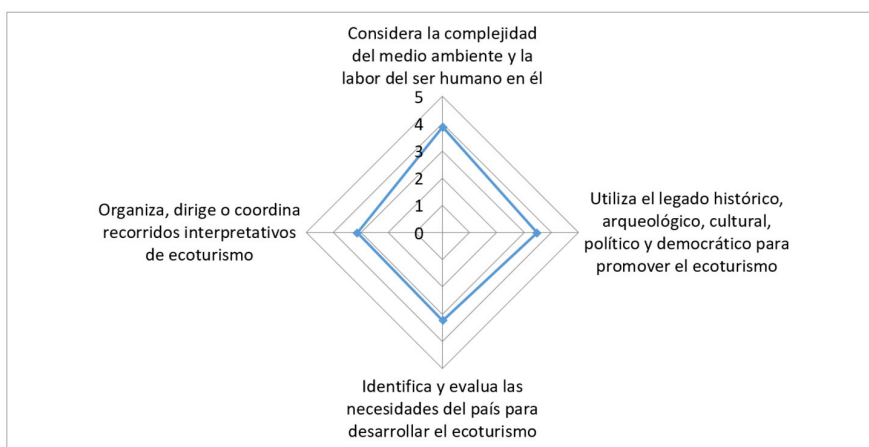 Considera la complejidad
del medio ambiente y la
labor del ser humano en él
5
4
3
2
1
0
Organiza, dirige o coordina
recorridos interpretativos
de ecoturismo
Utiliza el legado histórico,
arqueológico, cultural,
político y democrático para
promover el ecoturismo
Identifica y evalua las
necesidades del país para
desarrollar el ecoturismo